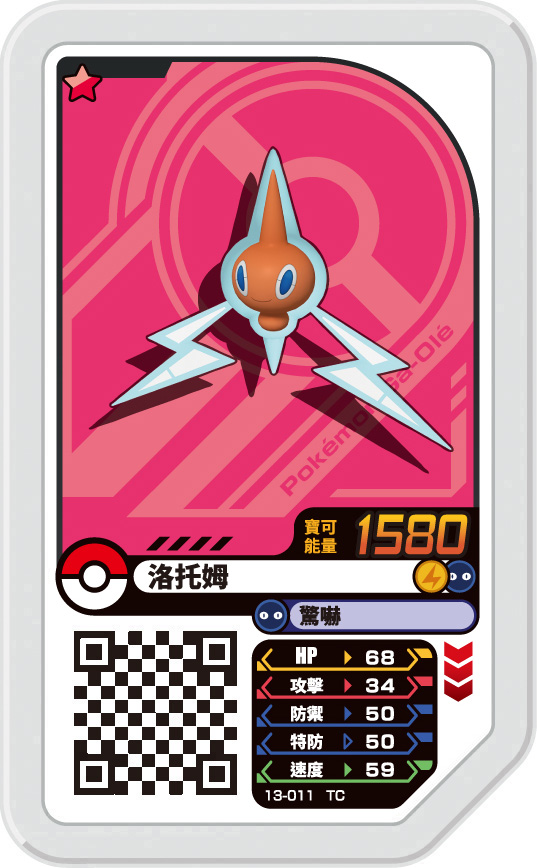 Pokémon Ga-Olé
寶可
能量 1580
洛托姆
驚嚇
HP 68
攻擊 34
防禦 50
特防 50
速度 59
13-011 TC